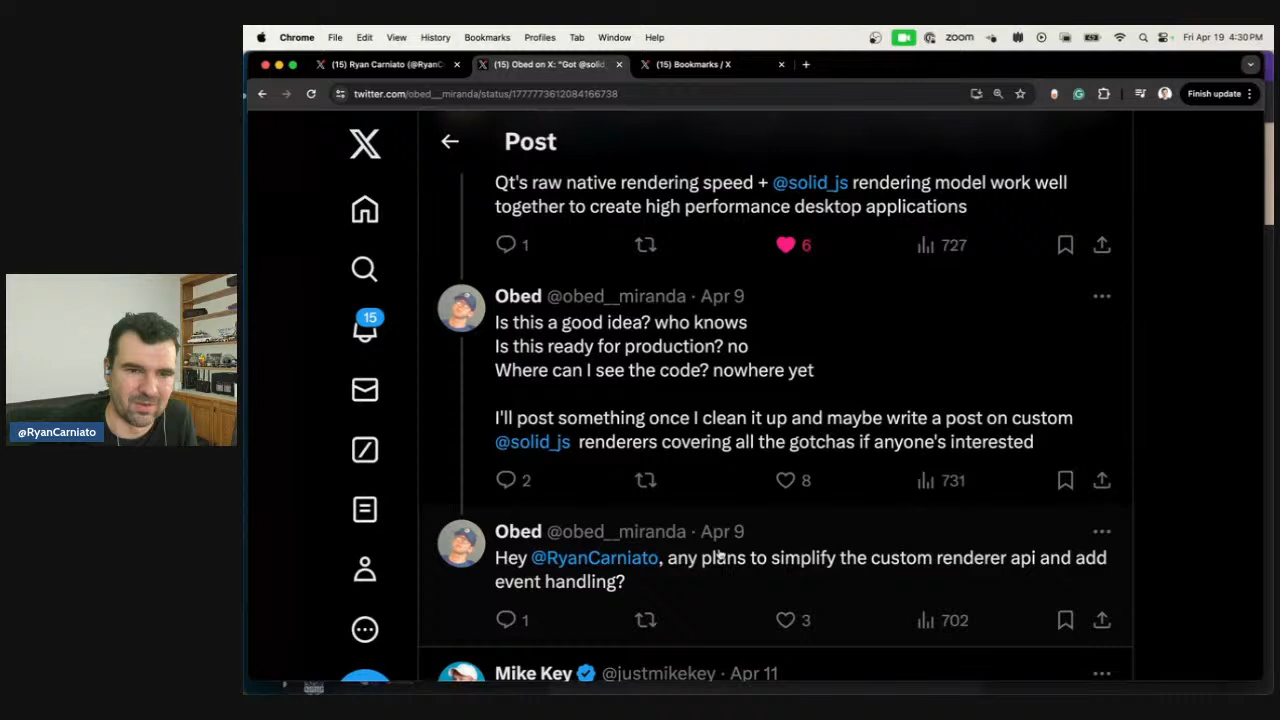 Chrome File Edit View History Bookmarks Profiles Tab Window Help
zoom
Fri Apr 19 4:30 PM
(15) Ryan Carniato (@RyanC
(15) Obed on X: "Got @solid_
(15) Bookmarks / X
twitter.com/obed__miranda/status/1777773612084166738
Finish update
Post
Qt's raw native rendering speed + @solid_js rendering model work well
together to create high performance desktop applications
1 6 727
15
Obed @obed__miranda · Apr 9
Is this a good idea? who knows
Is this ready for production? no
Where can I see the code? nowhere yet
I'll post something once I clean it up and maybe write a post on custom
@solid_js renderers covering all the gotchas if anyone's interested
2 8 731
@RyanCarniato
Obed @obed__miranda · Apr 9
Hey @RyanCarniato, any plans to simplify the custom renderer api and add
event handling?
1 3 702
Mike Key @justmikekey · Apr 11